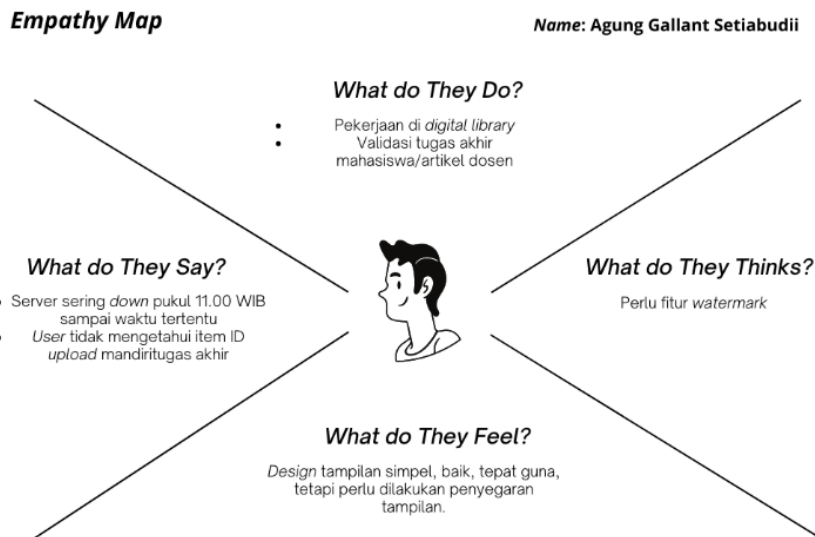 Empathy Map
Name: Agung Gallant Setiabudii
What do They Do?
• Pekerjaan di digital library
• Validasi tugas akhir
mahasiswa/artikel dosen
What do They Say?
• Server sering down pukul 11.00 WIB
sampai waktu tertentu
• User tidak mengetahui item ID
upload mandiritugas akhir
What do They Thinks?
Perlu fitur watermark
What do They Feel?
Design tampilan simpel, baik, tepat guna,
tetapi perlu dilakukan penyegaran
tampilan.